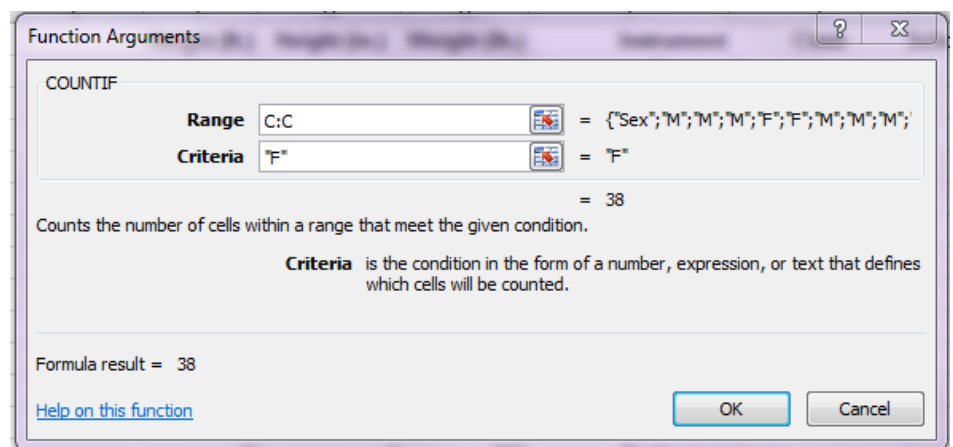 Function Arguments
COUNTIF
Range C:C = {"Sex";"M";"M";"M";"F";"F";"M";"M";"M";'
Criteria "F" = "F"
= 38
Counts the number of cells within a range that meet the given condition.
Criteria is the condition in the form of a number, expression, or text that defines
which cells will be counted.
Formula result = 38
Help on this function
OK Cancel